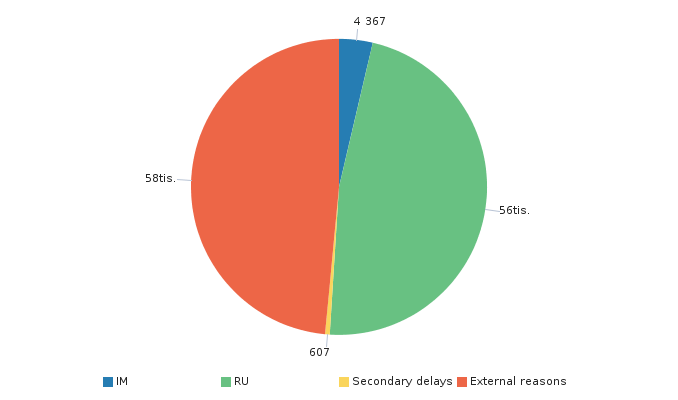 4 367
58tis.
56tis.
607
IM RU Secondary delays External reasons